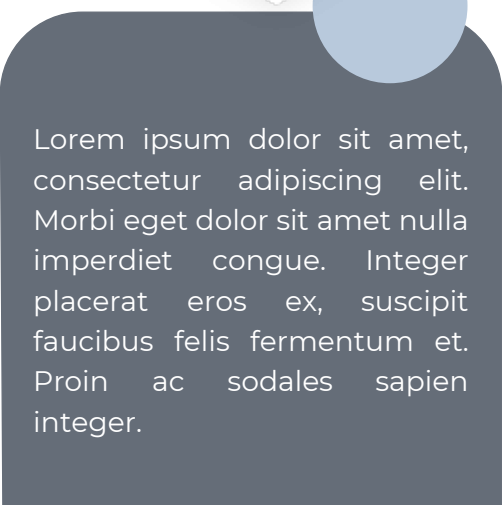 Lorem ipsum dolor sit amet,
consectetur adipiscing elit.
Morbi eget dolor sit amet nulla
imperdiet congue. Integer
placerat eros ex, suscipit
faucibus felis fermentum et.
Proin ac sodales sapien
integer.